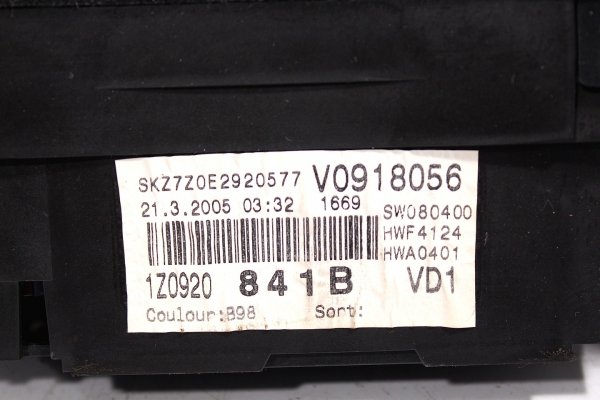 SKZ7Z0E2920577 V0918056
21.3.2005 03:32 1669 SW080400
HWF4124
HWA0401
1Z0920 841B VD1
Coulour:B98 Sort: